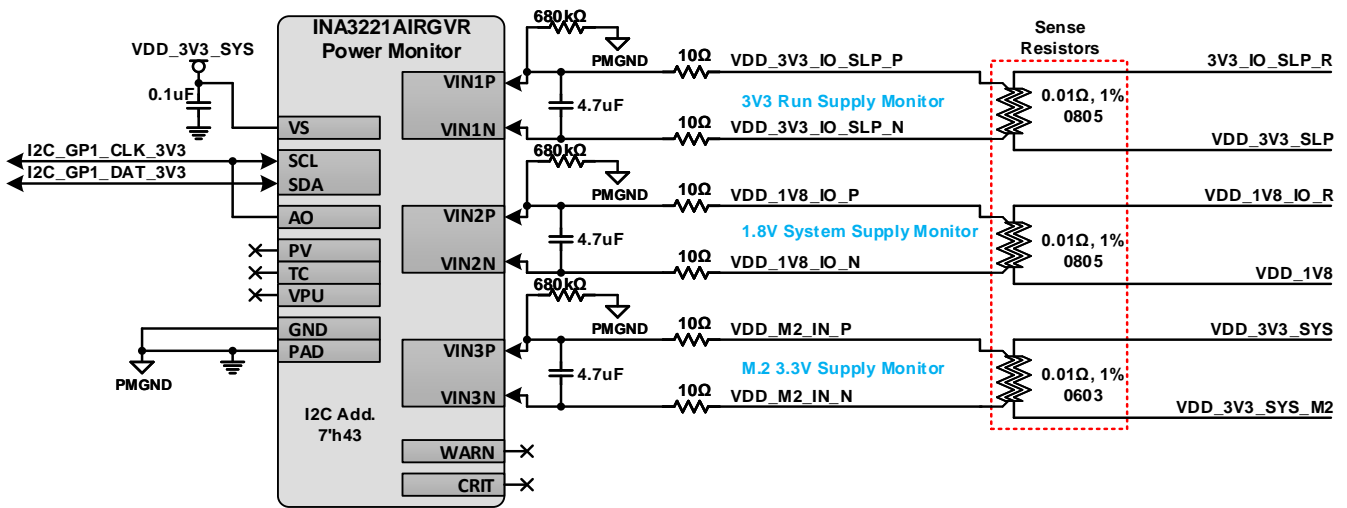 INA3221AIRGVR
Power Monitor
VDD_3V3_SYS
0.1uF
VS
I2C_GP1_CLK_3V3
SCL
I2C_GP1_DAT_3V3
SDA
AO
PV
TC
VPU
GND
PAD
PMGND
I2C Add.
7'h43
VIN1P
VIN1N
VIN2P
VIN2N
VIN3P
VIN3N
WARN
CRIT
680kΩ
PMGND
4.7uF
10Ω
VDD_3V3_IO_SLP_P
3V3 Run Supply Monitor
10Ω
VDD_3V3_IO_SLP_N
680kΩ
PMGND
4.7uF
10Ω
VDD_1V8_IO_P
1.8V System Supply Monitor
10Ω
VDD_1V8_IO_N
680kΩ
PMGND
4.7uF
10Ω
VDD_M2_IN_P
M.2 3.3V Supply Monitor
10Ω
VDD_M2_IN_N
Sense
Resistors
3V3_IO_SLP_R
0.01Ω, 1%
0805
VDD_3V3_SLP
VDD_1V8_IO_R
0.01Ω, 1%
0805
VDD_1V8
VDD_3V3_SYS
0.01Ω, 1%
0603
VDD_3V3_SYS_M2